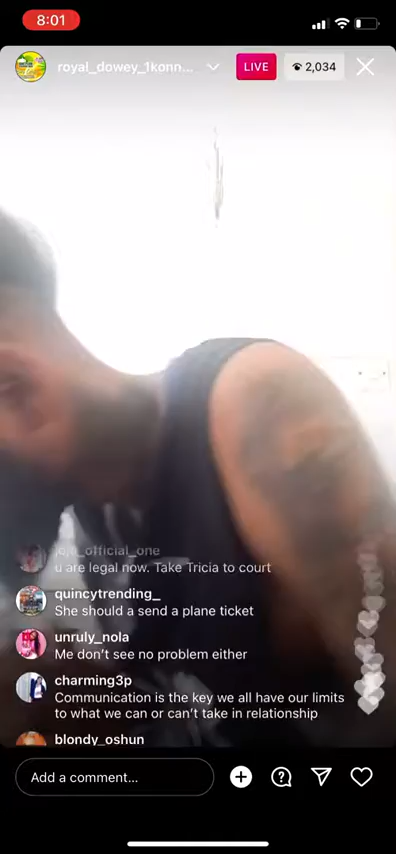 8:01
royal_dowey_1konn...
LIVE
2,034
jojo_official_one
u are legal now. Take Tricia to court
quincytrending_
She should a send a plane ticket
unruly_nola
Me don't see no problem either
charming3p
Communication is the key we all have our limits
to what we can or can't take in relationship
blondy_oshun
Add a comment...